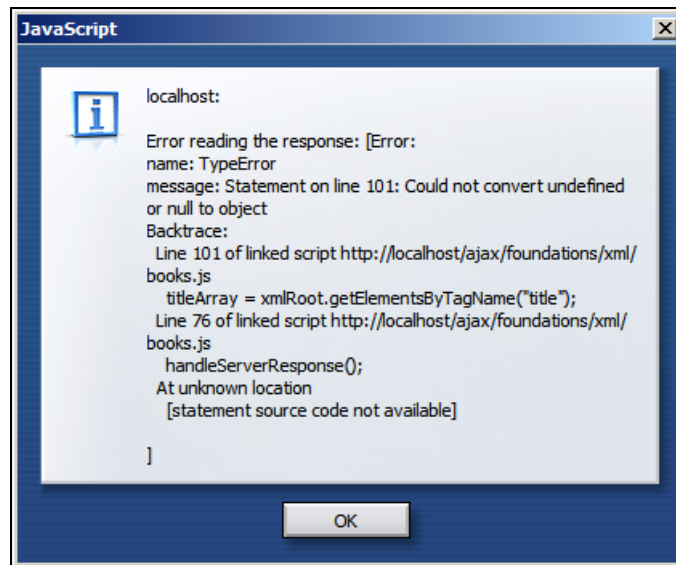 JavaScript
localhost:
Error reading the response: [Error:
name: TypeError
message: Statement on line 101: Could not convert undefined
or null to object
Backtrace:
Line 101 of linked script http://localhost/ajax/foundations/xml/
books.js
titleArray = xmlRoot.getElementsByTagName("title");
Line 76 of linked script http://localhost/ajax/foundations/xml/
books.js
handleServerResponse();
At unknown location
[statement source code not available]
]
OK